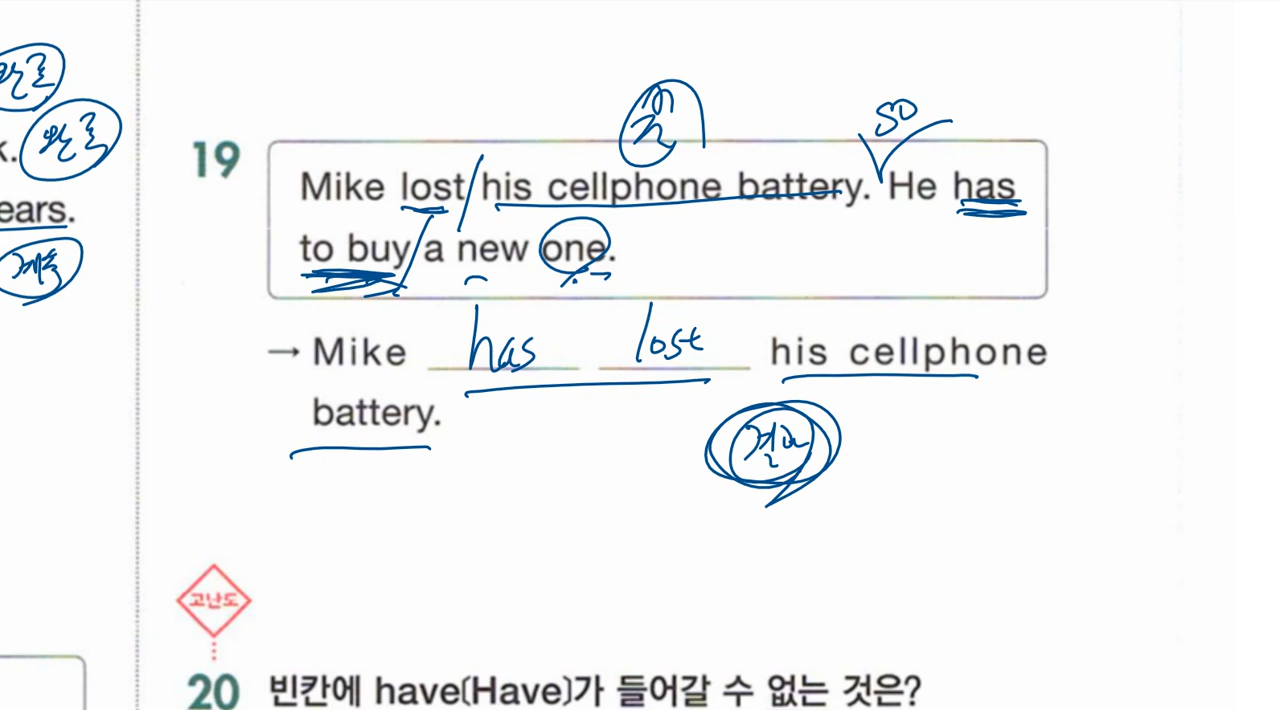 완료
k. 완료
ears.
계속
so
19
Mike lost his cellphone battery. He has
to buy a new one.
→ Mike has lost his cellphone
battery.
결과
고난도
20 빈칸에 have(Have)가 들어갈 수 없는 것은?